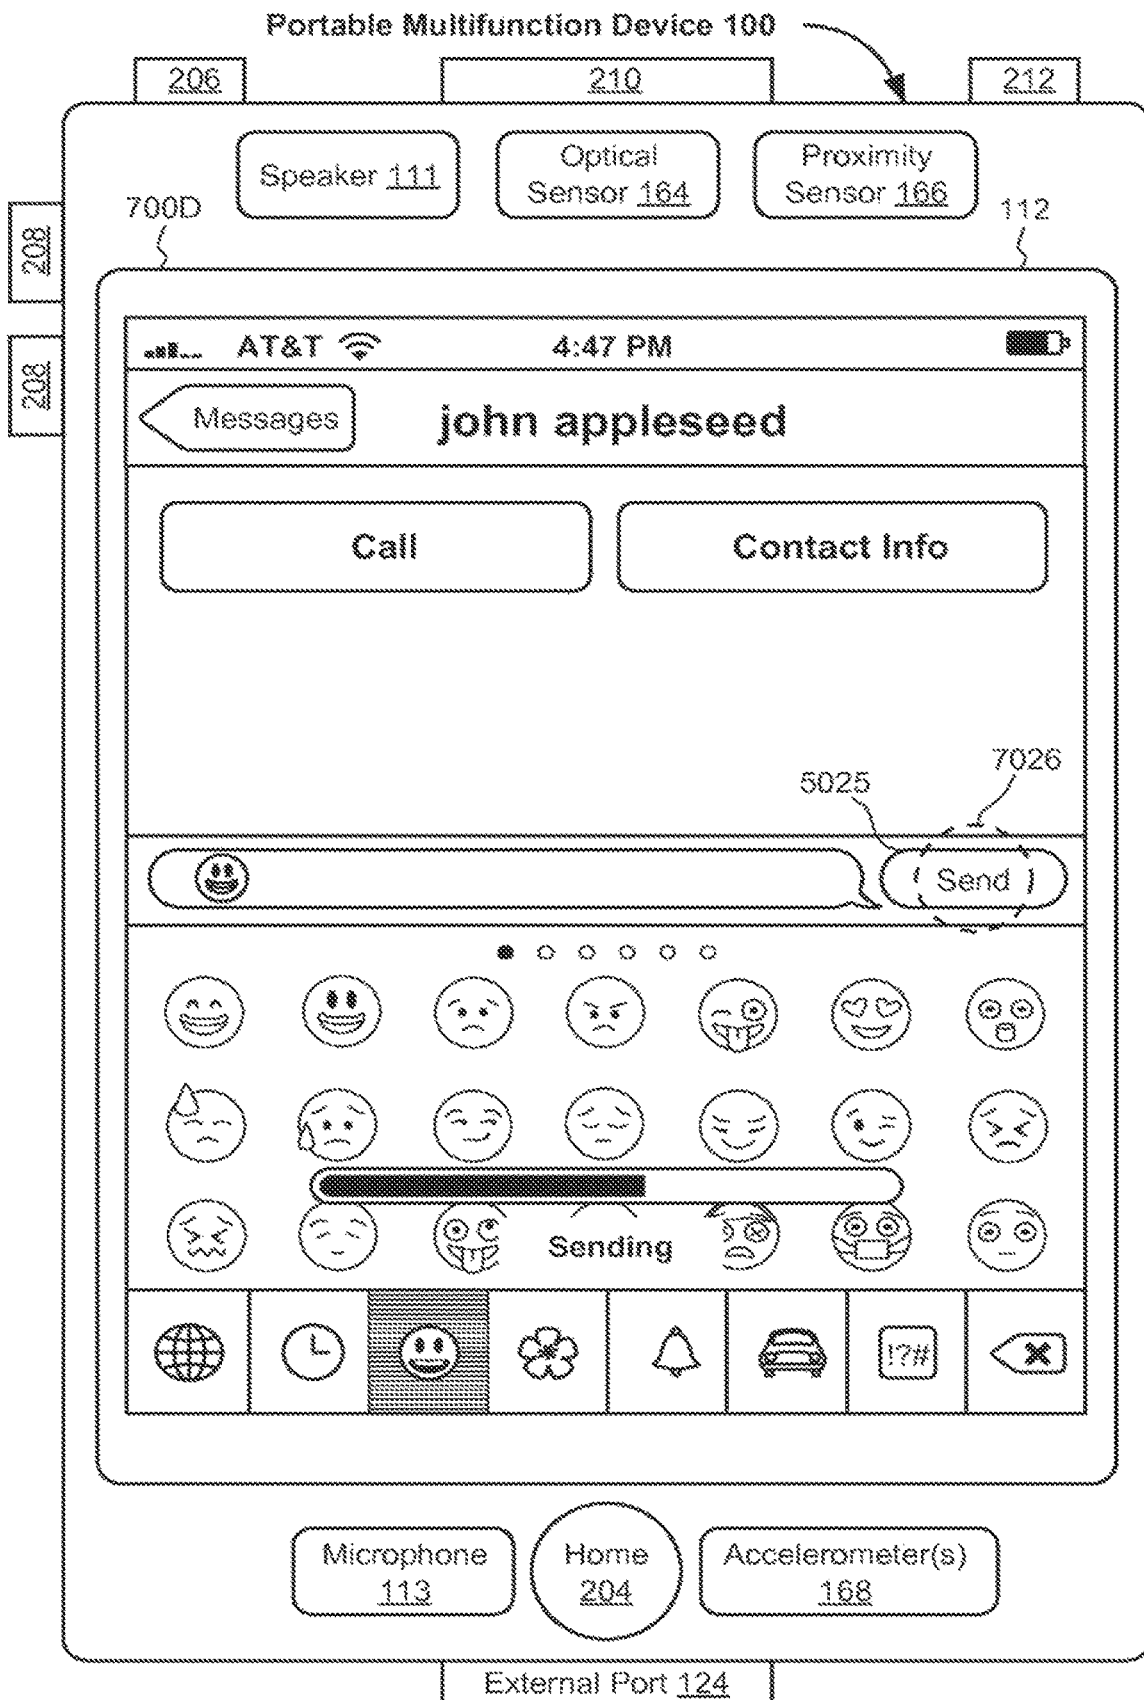 Portable Multifunction Device 100
206
210
212
Speaker 111
Optical
Sensor 164
Proximity
Sensor 166
208
700D
112
208
AT&T
4:47 PM
Messages
john appleseed
Call
Contact Info
7026
5025
Send
Sending
!?#
Microphone
113
Home
204
Accelerometer(s)
168
External Port 124